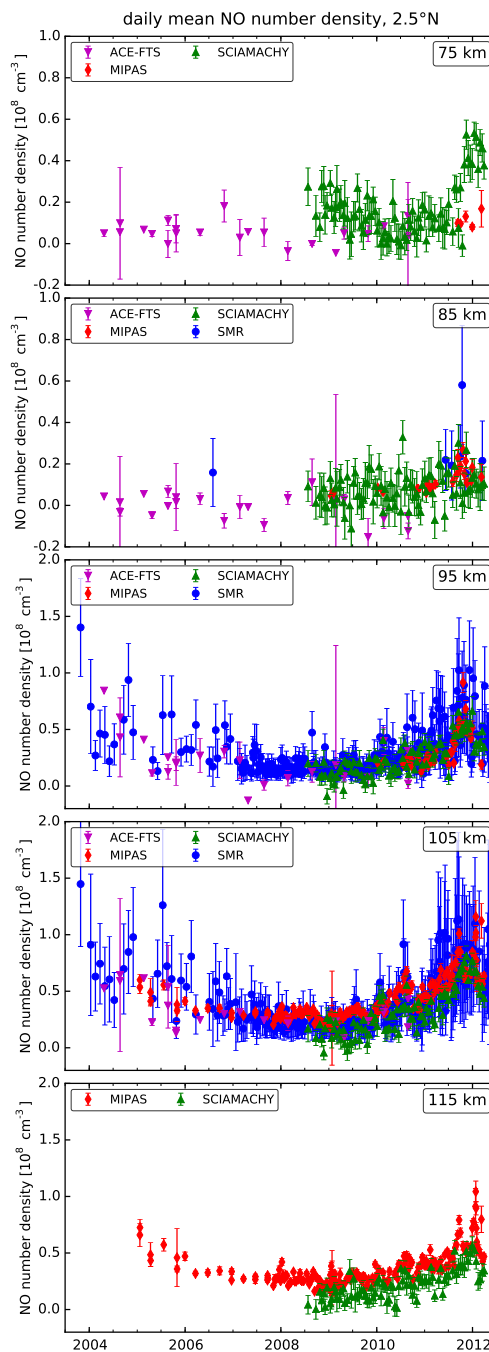 daily mean NO number density, 2.5°N
NO number density [10⁸ cm⁻³]
1.0
0.8
0.6
0.4
0.2
0.0
-0.2
ACE-FTS
MIPAS
SCIAMACHY
75 km
NO number density [10⁸ cm⁻³]
1.0
0.8
0.6
0.4
0.2
0.0
-0.2
ACE-FTS
MIPAS
SCIAMACHY
SMR
85 km
NO number density [10⁸ cm⁻³]
2.0
1.5
1.0
0.5
0.0
ACE-FTS
MIPAS
SCIAMACHY
SMR
95 km
NO number density [10⁸ cm⁻³]
2.0
1.5
1.0
0.5
0.0
ACE-FTS
MIPAS
SCIAMACHY
SMR
105 km
NO number density [10⁸ cm⁻³]
2.0
1.5
1.0
0.5
0.0
MIPAS
SCIAMACHY
115 km
2004 2006 2008 2010 2012